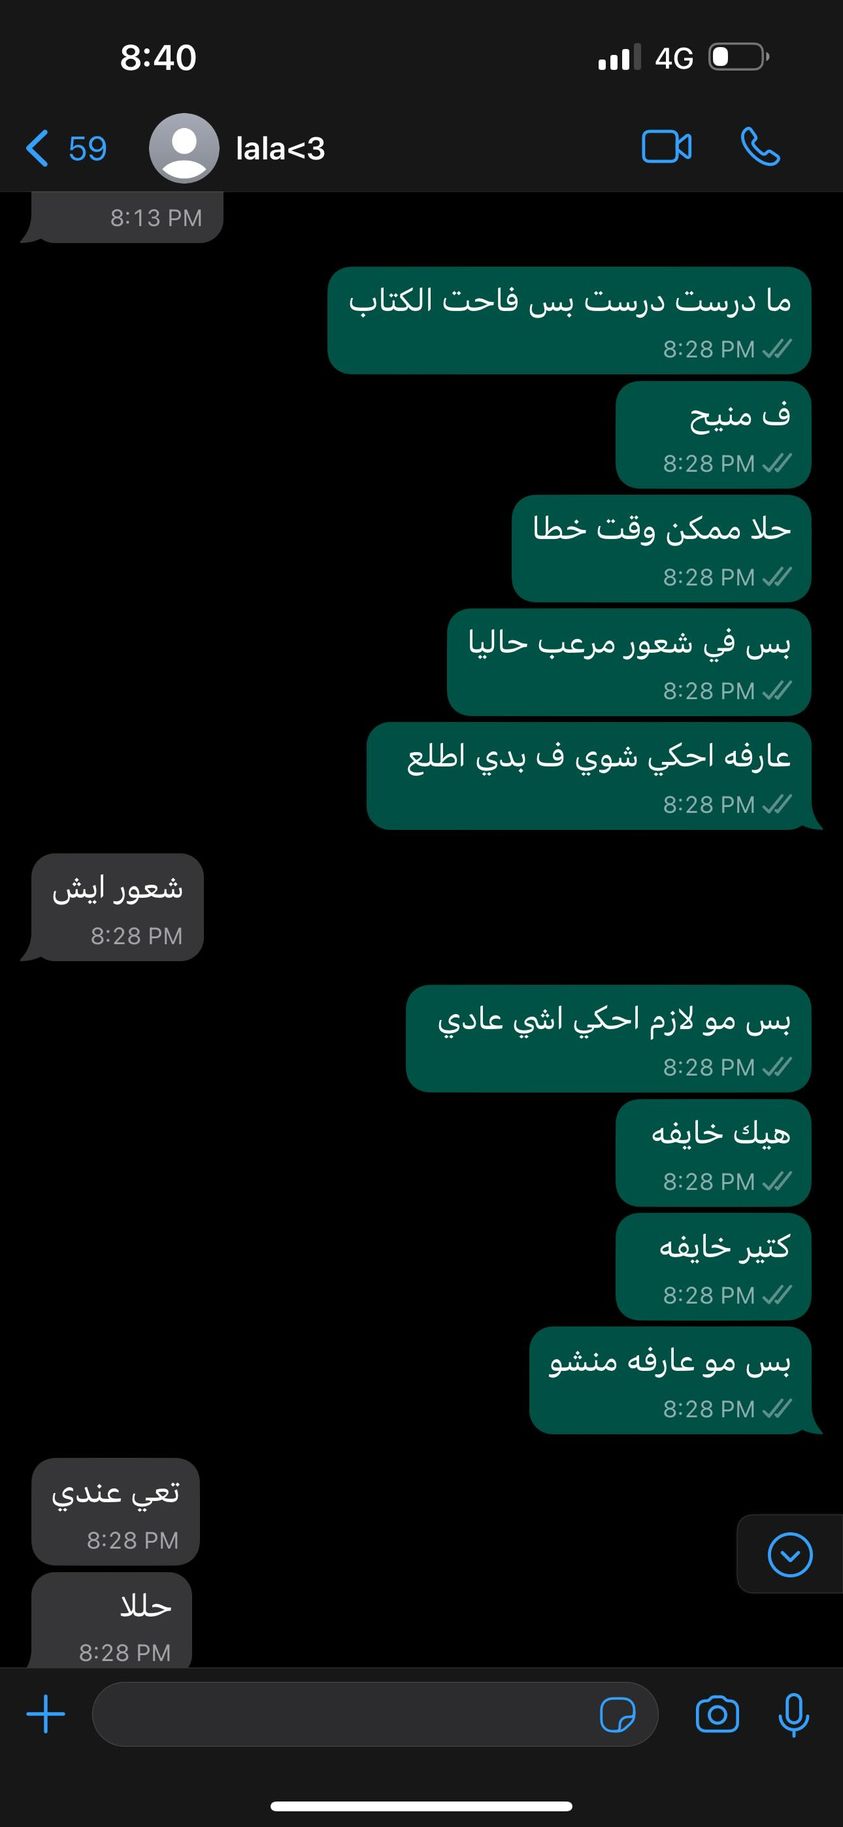 8:40
4G
59
lala<3
8:13 PM
ما درست درست بس فاحت الكتاب
8:28 PM
ف منيح
8:28 PM
حلا ممكن وقت خطا
8:28 PM
بس في شعور مرعب حاليا
8:28 PM
عارفه احكي شوي ف بدي اطلع
8:28 PM
شعور ايش
8:28 PM
بس مو لازم احكي اشي عادي
8:28 PM
هيك خايفه
8:28 PM
كتير خايفه
8:28 PM
بس مو عارفه منشو
8:28 PM
تعي عندي
8:28 PM
حللا
8:28 PM